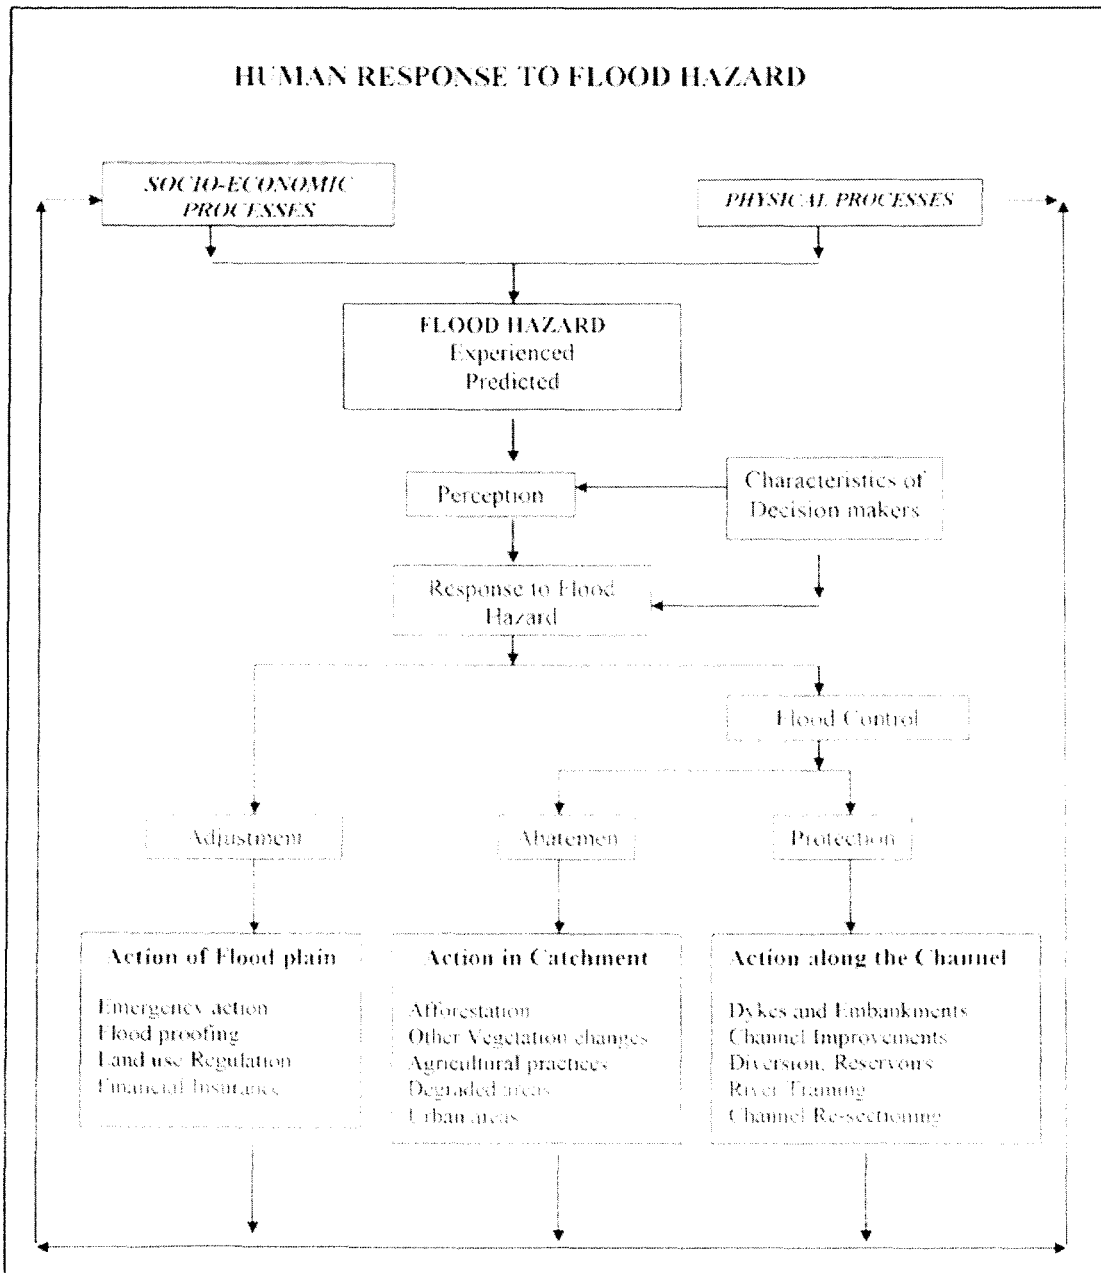 HUMAN RESPONSE TO FLOOD HAZARD
SOCIO-ECONOMIC
PROCESSES
PHYSICAL PROCESSES
FLOOD HAZARD
Experienced
Predicted
Perception
Characteristics of
Decision makers
Response to Flood
Hazard
Flood Control
Adjustment
Abatemen
Protection
Action of Flood plain
Emergency action
Flood proofing
Land use Regulation
Financial Insurance
Action in Catchment
Afforestation
Other Vegetation changes
Agricultural practices
Degraded areas
Urban areas
Action along the Channel
Dykes and Embankments
Channel Improvements
Diversion, Reservours
River Training
Channel Re-sectioning